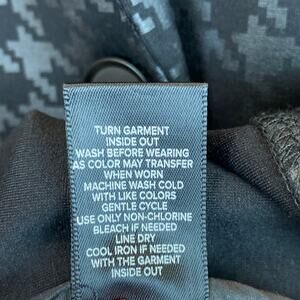 TURN GARMENT
INSIDE OUT
WASH BEFORE WEARING
AS COLOR MAY TRANSFER
WHEN WORN
MACHINE WASH COLD
WITH LIKE COLORS
GENTLE CYCLE
USE ONLY NON-CHLORINE
BLEACH IF NEEDED
LINE DRY
COOL IRON IF NEEDED
WITH THE GARMENT
INSIDE OUT